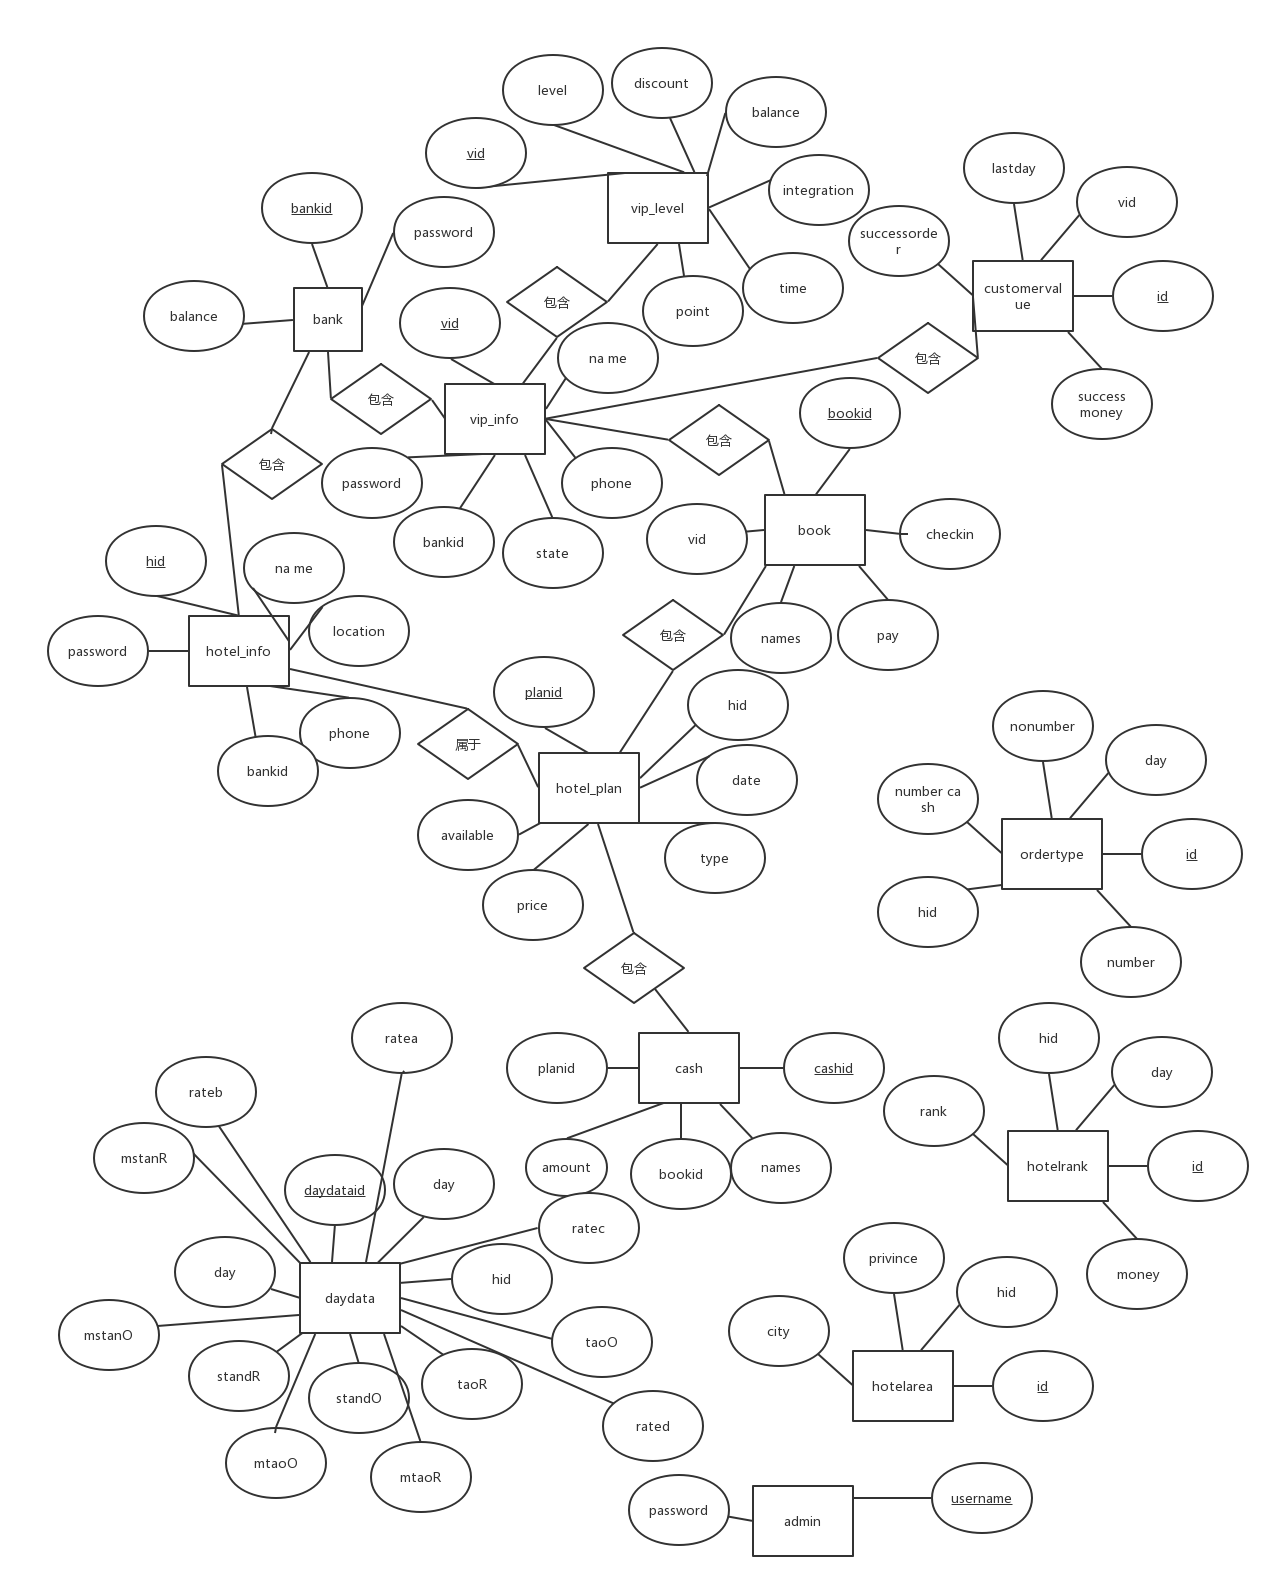 level
discount
balance
vid
integration
vip_level
lastday
vid
bankid
password
successorde
r
customerval
ue
id
time
point
包含
balance
bank
vid
na me
包含
success
money
包含
vip_info
包含
bookid
包含
password
phone
bankid
state
vid
book
checkin
hid
na me
location
password
hotel_info
包含
names
pay
planid
hid
phone
bankid
属于
hotel_plan
date
available
type
price
nonumber
day
number ca
sh
ordertype
id
hid
number
包含
planid
cash
cashid
amount
bookid
names
hid
day
rank
hotelrank
id
money
ratea
rateb
mstanR
daydataid
day
ratec
day
hid
daydata
mstanO
taoO
standR
standO
taoR
rated
mtaoO
mtaoR
privince
hid
city
hotelarea
id
password
admin
username